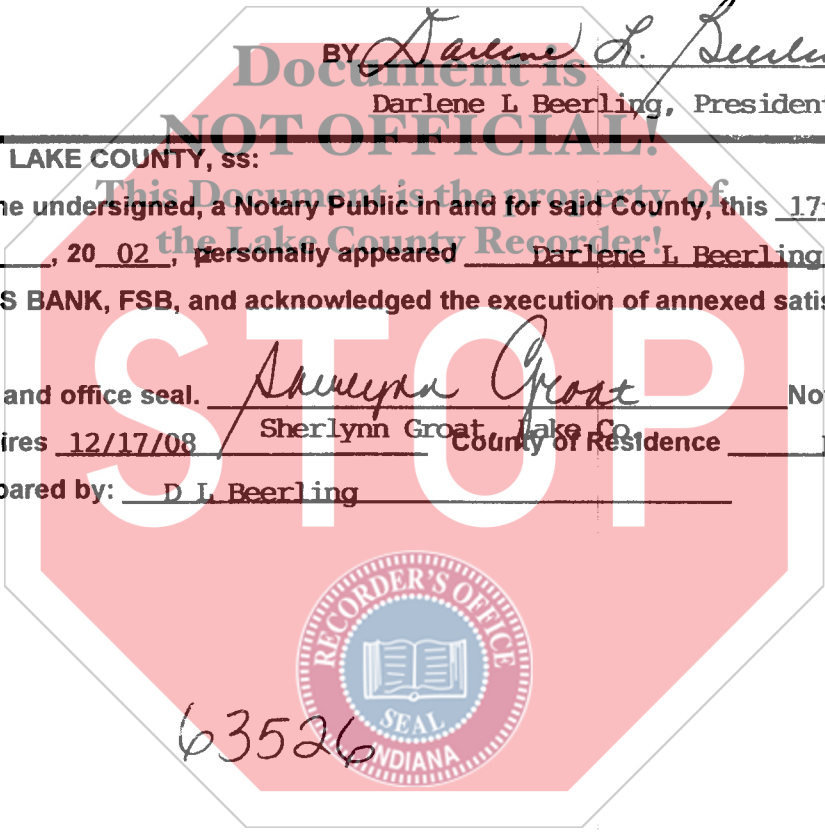 BY Darlene L. Beerlin
Document is
Darlene L Beerling, President
NOT OFFICIAL!
LAKE COUNTY, ss:
This Document is the property of
ne undersigned, a Notary Public in and for said County, this 17
the Lake County Recorder!
, 20 02 , personally appeared Darlene L Beerling
S BANK, FSB, and acknowledged the execution of annexed satis
STOP
and office seal. Sherlynn Groat No
Sherlynn Groat, Lake Co.
ires 12/17/08 County of Residence
pared by: D L Beerling
RECORDER'S OFFICE
SEAL
INDIANA
63526